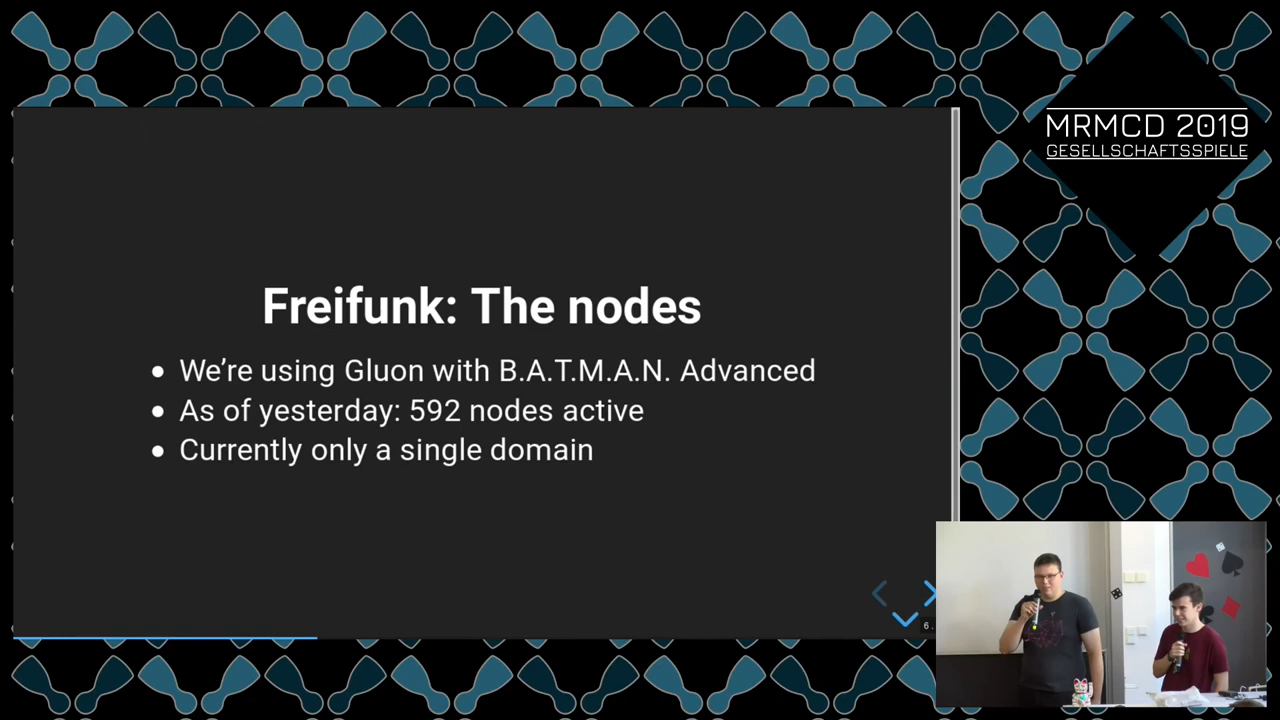 MRMCD 2019
GESELLSCHAFTSSPIELE
Freifunk: The nodes
We’re using Gluon with B.A.T.M.A.N. Advanced
As of yesterday: 592 nodes active
Currently only a single domain
6.